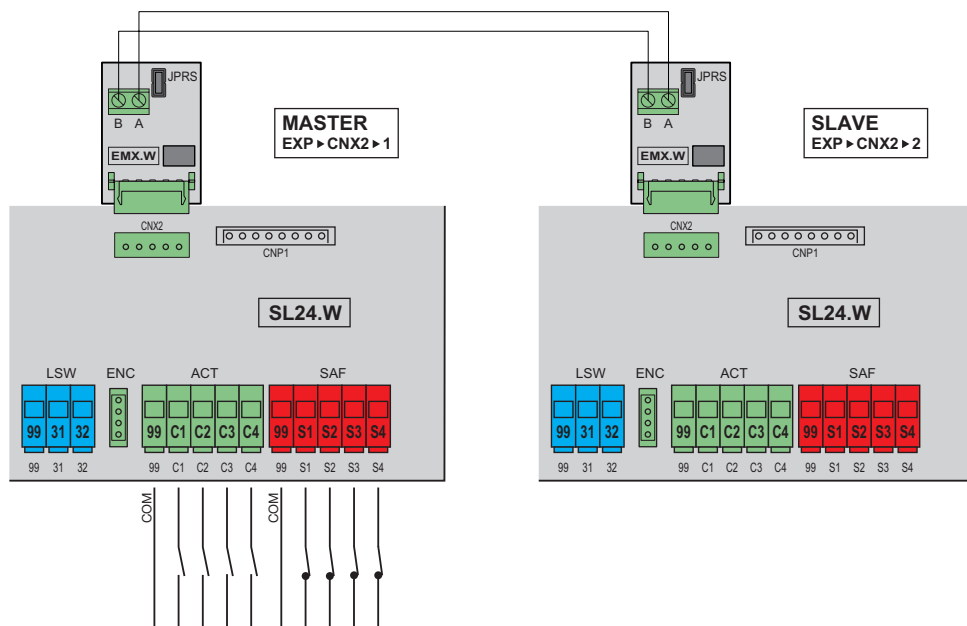 JPRS
B A
EMX.W
MASTER
EXP ▸ CNX2 ▸ 1
CNX2
CNP1
SL24.W
LSW ENC ACT SAF
99 31 32 99 C1 C2 C3 C4 99 S1 S2 S3 S4
99 31 32 99 C1 C2 C3 C4 99 S1 S2 S3 S4
COM COM
JPRS
B A
EMX.W
SLAVE
EXP ▸ CNX2 ▸ 2
CNX2
CNP1
SL24.W
LSW ENC ACT SAF
99 31 32 99 C1 C2 C3 C4 99 S1 S2 S3 S4
99 31 32 99 C1 C2 C3 C4 99 S1 S2 S3 S4